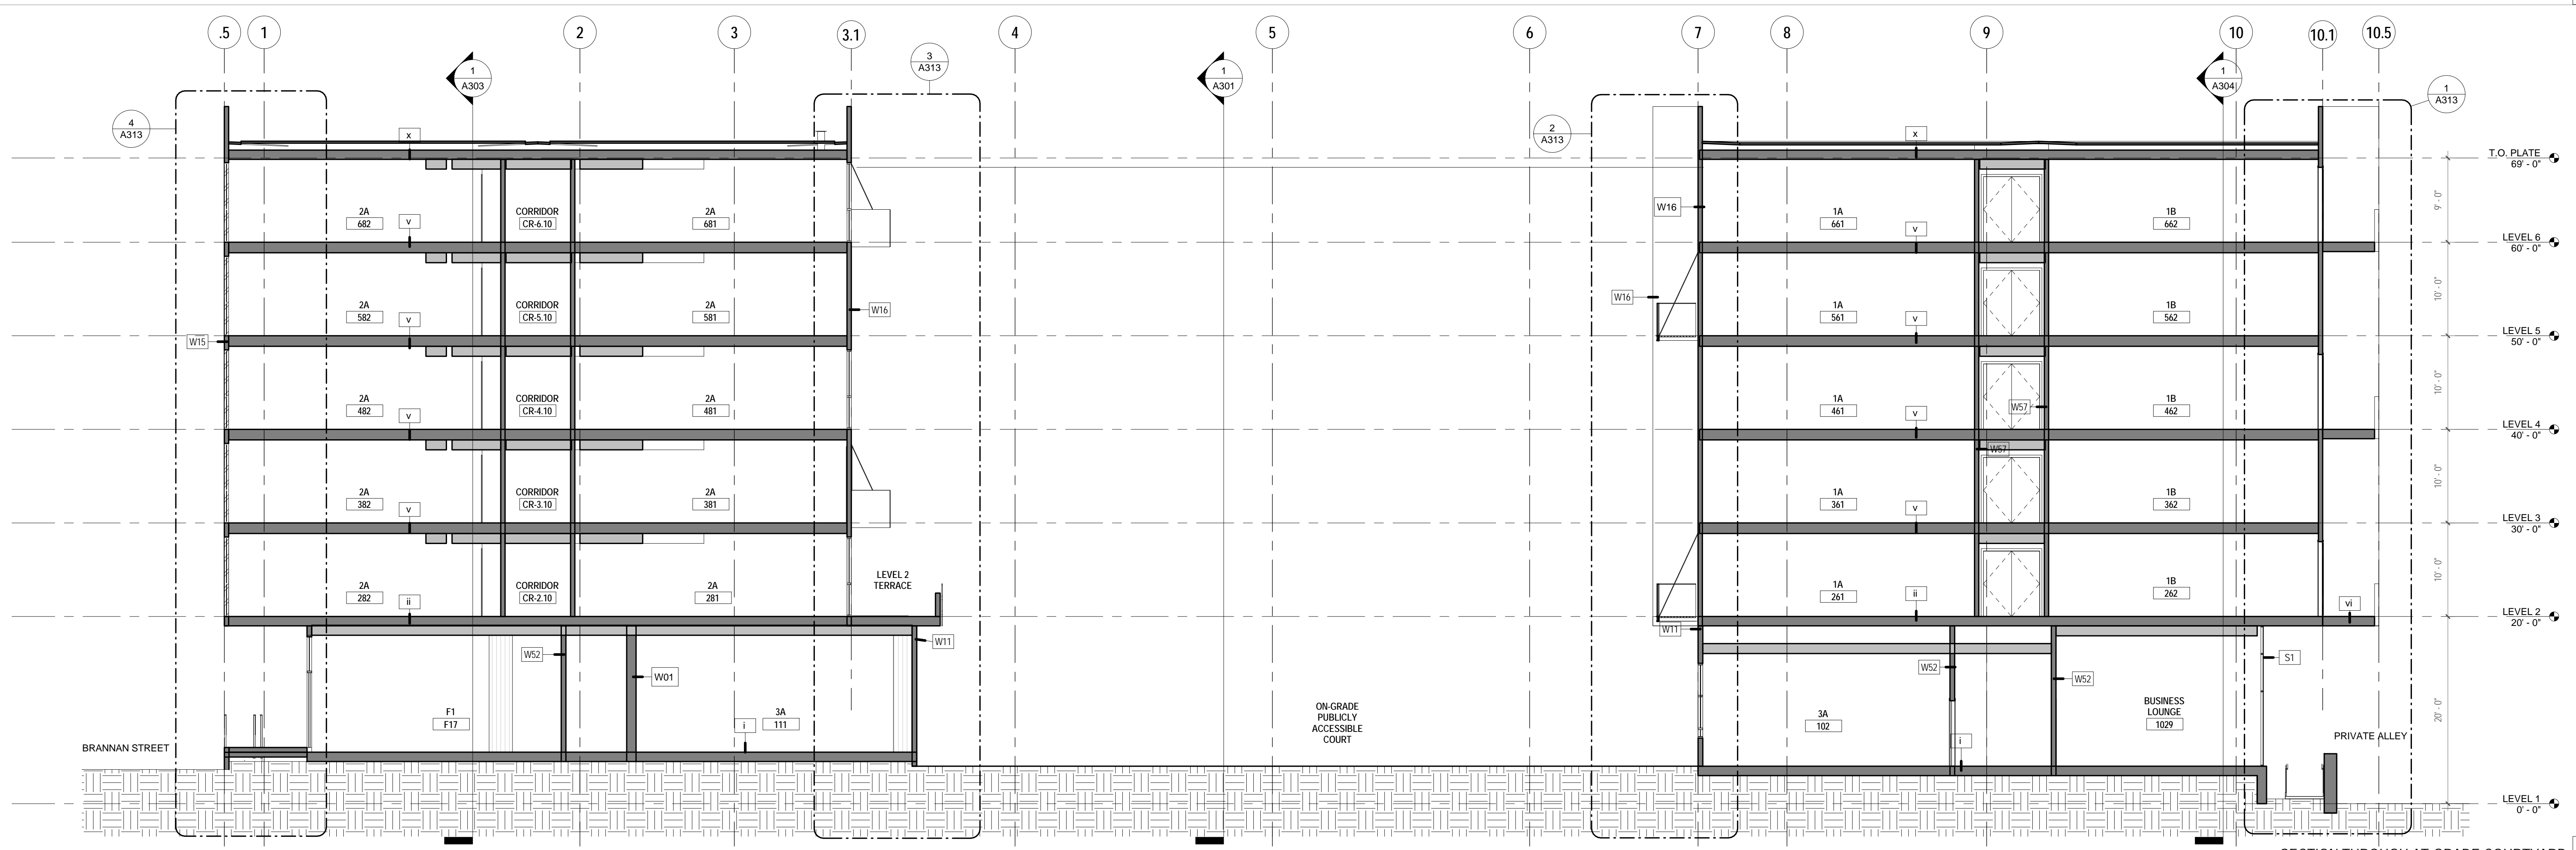 .5
1
2
3
3.1
4
5
6
7
8
9
10
10.1
10.5
1
A303
3
A313
1
A301
1
A304
1
A313
4
A313
2
A313
x
x
T.O. PLATE
69' - 0"
9' - 0"
2A
682
v
CORRIDOR
CR-6.10
2A
681
W16
1A
661
v
1B
662
LEVEL 6
60' - 0"
10' - 0"
2A
582
v
CORRIDOR
CR-5.10
2A
581
W16
W16
1A
561
v
1B
562
W15
LEVEL 5
50' - 0"
10' - 0"
2A
482
v
CORRIDOR
CR-4.10
2A
481
1A
461
v
W57
1B
462
LEVEL 4
40' - 0"
W57
10' - 0"
2A
382
v
CORRIDOR
CR-3.10
2A
381
1A
361
v
1B
362
LEVEL 3
30' - 0"
10' - 0"
2A
282
ii
CORRIDOR
CR-2.10
2A
281
LEVEL 2
TERRACE
1A
261
ii
1B
262
vi
LEVEL 2
20' - 0"
W52
W01
W11
W11
W52
W52
S1
F1
F17
3A
111
i
ON-GRADE
PUBLICLY
ACCESSIBLE
COURT
3A
102
i
BUSINESS
LOUNGE
1029
20' - 0"
BRANNAN STREET
PRIVATE ALLEY
LEVEL 1
0' - 0"
SECTION THROUGH AT-GRADE COURTYARD